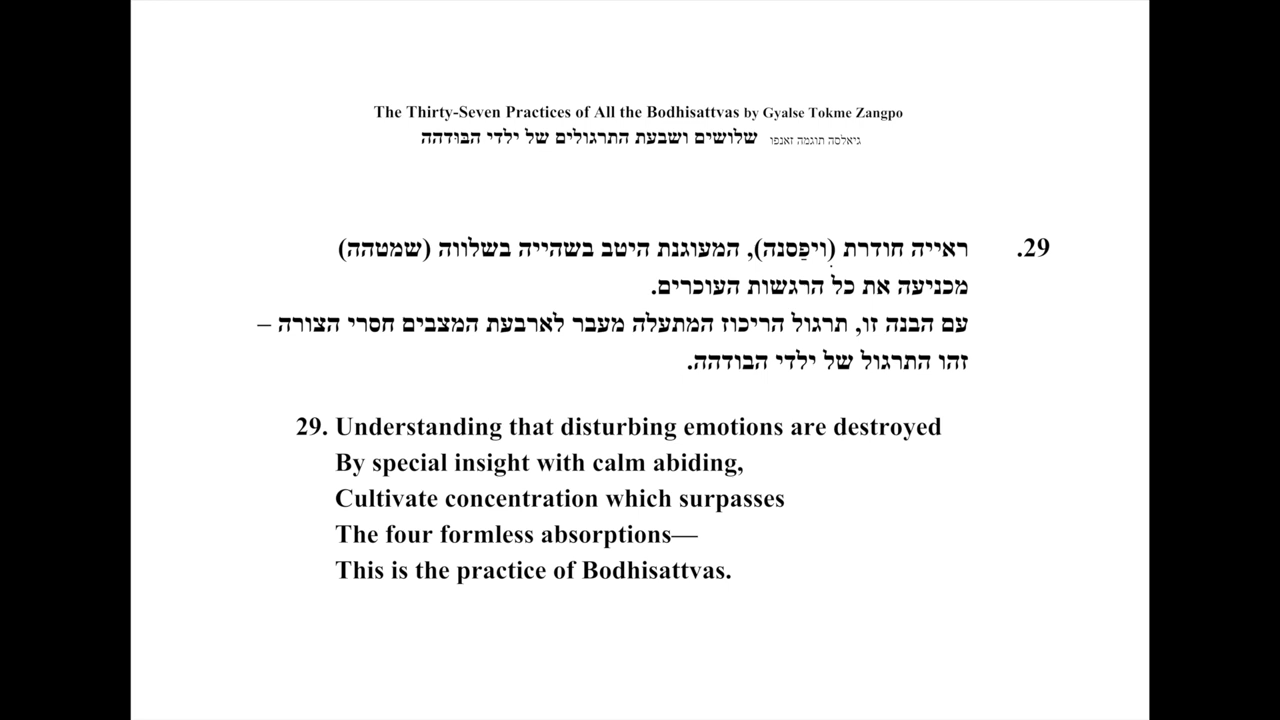 The Thirty-Seven Practices of All the Bodhisattvas by Gyalse Tokme Zangpo
שלושים ושבעת התרגולים של ילדי הבּוּדהה גיאלסה תוגמה זאנפו
29. ראייה חודרת (ויפַּסנה), המעוגנת היטב בשהייה בשלווה (שמטהה)
מכניעה את כל הרגשות העוכרים.
עם הבנה זו, תרגול הריכוז המתעלה מעבר לארבעת המצבים חסרי הצורה –
זהו התרגול של ילדי הבודהה.
29. Understanding that disturbing emotions are destroyed
By special insight with calm abiding,
Cultivate concentration which surpasses
The four formless absorptions—
This is the practice of Bodhisattvas.